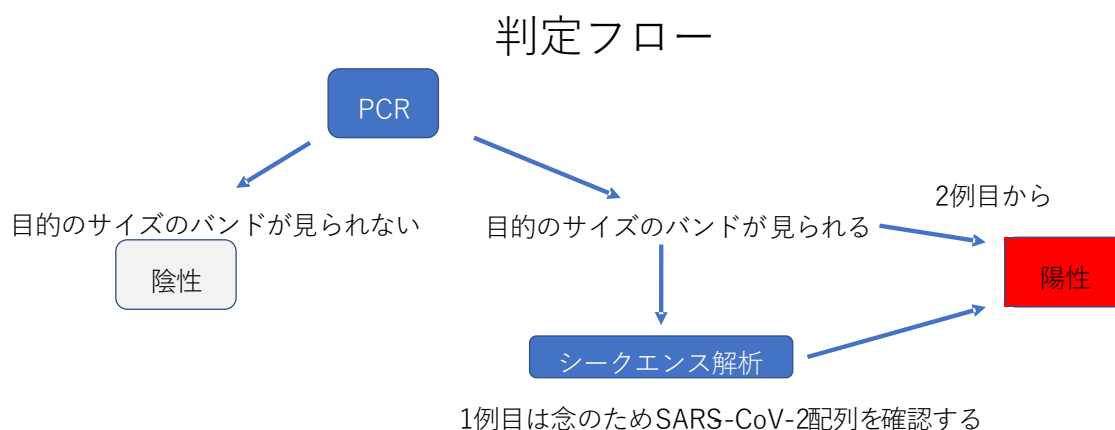 判定フロー
PCR
2例目から
目的のサイズのバンドが見られない
目的のサイズのバンドが見られる
陰性
陽性
シークエンス解析
1例目は念のためSARS-CoV-2配列を確認する